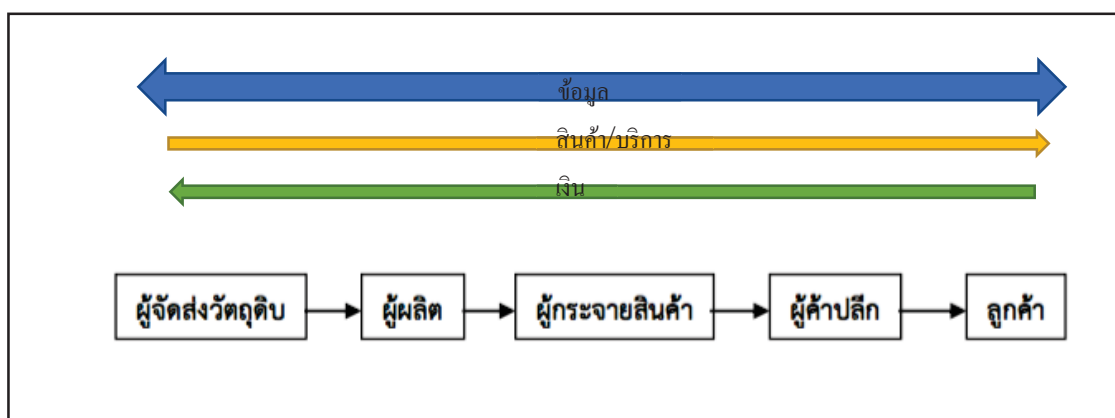 ข้อมูล
สินค้า/บริการ
เงิน
ผู้จัดส่งวัตถุดิบ ผู้ผลิต ผู้กระจายสินค้า ผู้ค้าปลีก ลูกค้า